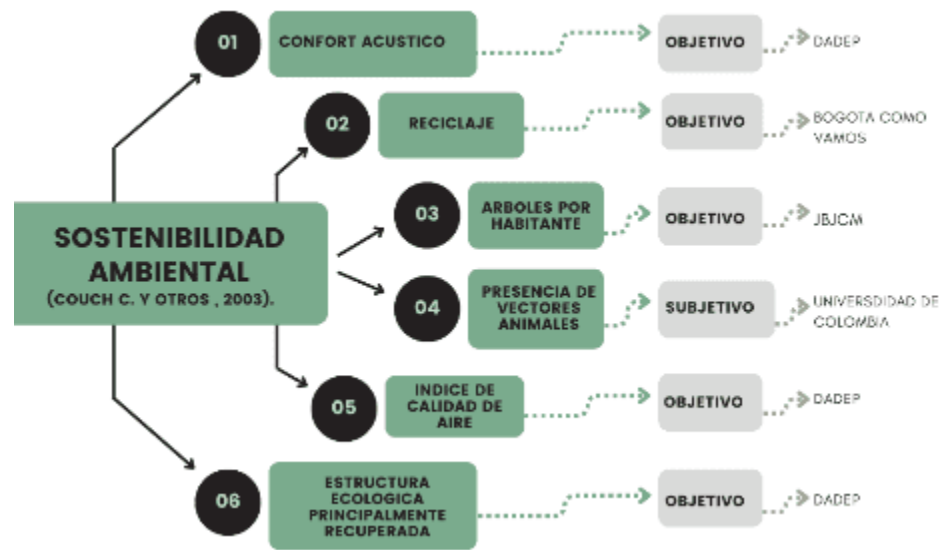 01
CONFORT ACUSTICO
OBJETIVO
DADEP
02
RECICLAJE
OBJETIVO
BOGOTA COMO
VAMOS
03
ARBOLES POR
HABITANTE
OBJETIVO
JBJCM
SOSTENIBILIDAD
AMBIENTAL
(COUCH C. Y OTROS , 2003).
04
PRESENCIA DE
VECTORES
ANIMALES
SUBJETIVO
UNIVERSDIDAD DE
COLOMBIA
05
INDICE DE
CALIDAD DE
AIRE
OBJETIVO
DADEP
06
ESTRUCTURA
ECOLOGICA
PRINCIPALMENTE
RECUPERADA
OBJETIVO
DADEP